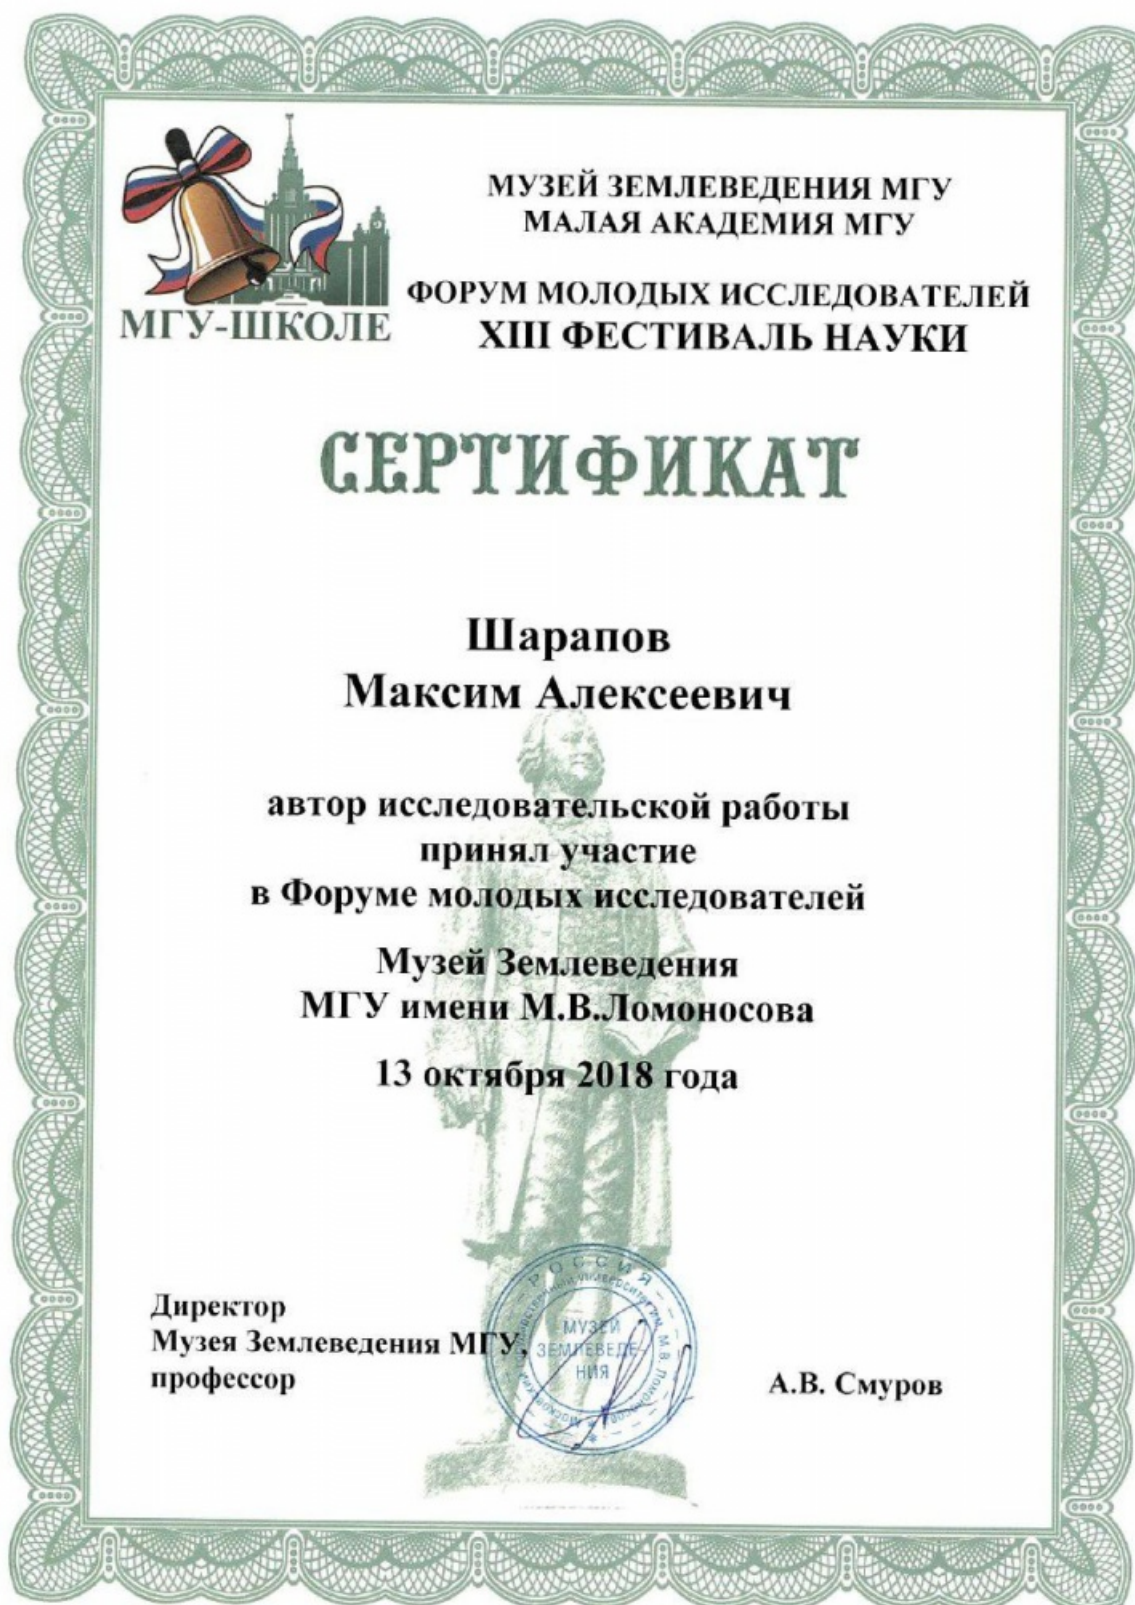 МУЗЕЙ ЗЕМЛЕВЕДЕНИЯ МГУ
МАЛАЯ АКАДЕМИЯ МГУ
ФОРУМ МОЛОДЫХ ИССЛЕДОВАТЕЛЕЙ
XIII ФЕСТИВАЛЬ НАУКИ
МГУ-ШКОЛЕ
СЕРТИФИКАТ
Шарапов
Максим Алексеевич
автор исследовательской работы
принял участие
в Форуме молодых исследователей
Музей Землеведения
МГУ имени М.В.Ломоносова
13 октября 2018 года
Директор
Музея Землеведения МГУ,
профессор
А.В. Смуров
РОССИЯ
МУЗЕЙ
ЗЕМЛЕВЕДЕ-
НИЯ